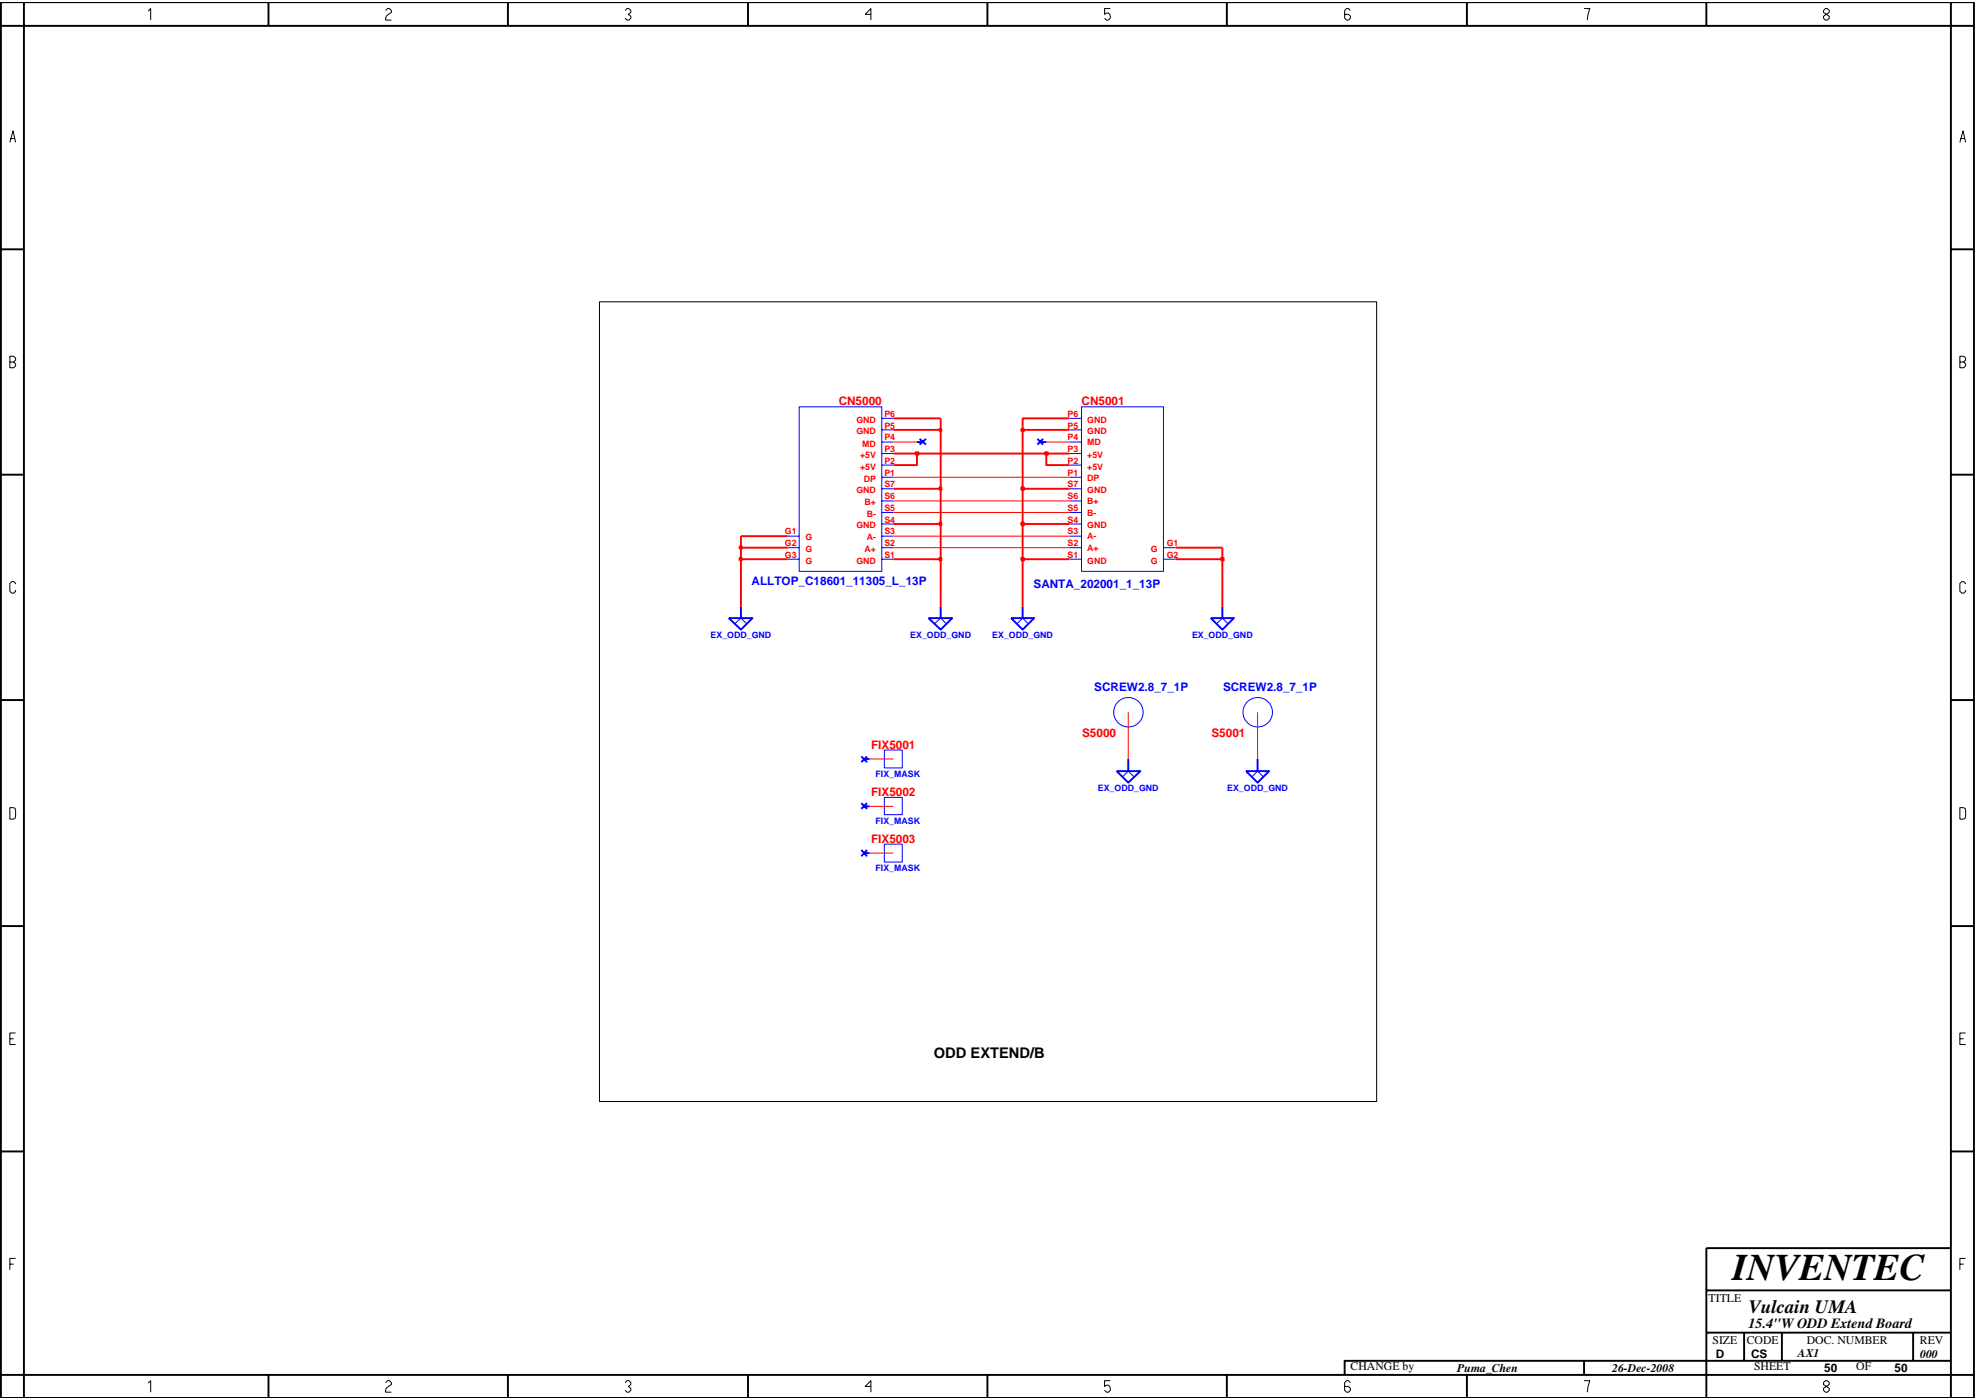 1 2 3 4 5 6 7 8
A A
B B
CN5000 CN5001
GND P6 P6 GND
GND P5 P5 GND
MD P4 P4 MD
+5V P3 P3 +5V
+5V P2 P2 +5V
DP P1 P1 DP
GND S7 S7 GND
B+ S6 S6 B+
B- S5 S5 B-
GND S4 S4 GND
G1 G A- S3 S3 A-
G2 G A+ S2 S2 A+ G G1
G3 G GND S1 S1 GND G G2
ALLTOP_C18601_11305_L_13P SANTA_202001_1_13P
C C
EX_ODD_GND EX_ODD_GND EX_ODD_GND EX_ODD_GND
SCREW2.8_7_1P SCREW2.8_7_1P
S5000 S5001
FIX5001
FIX_MASK
EX_ODD_GND EX_ODD_GND
FIX5002
FIX_MASK
D D
FIX5003
FIX_MASK
E E
ODD EXTEND/B
F F
INVENTEC
TITLE Vulcain UMA
15.4"W ODD Extend Board
SIZE CODE DOC. NUMBER REV
D CS AX1 000
CHANGE by Puma_Chen 26-Dec-2008 SHEET 50 OF 50
1 2 3 4 5 6 7 8